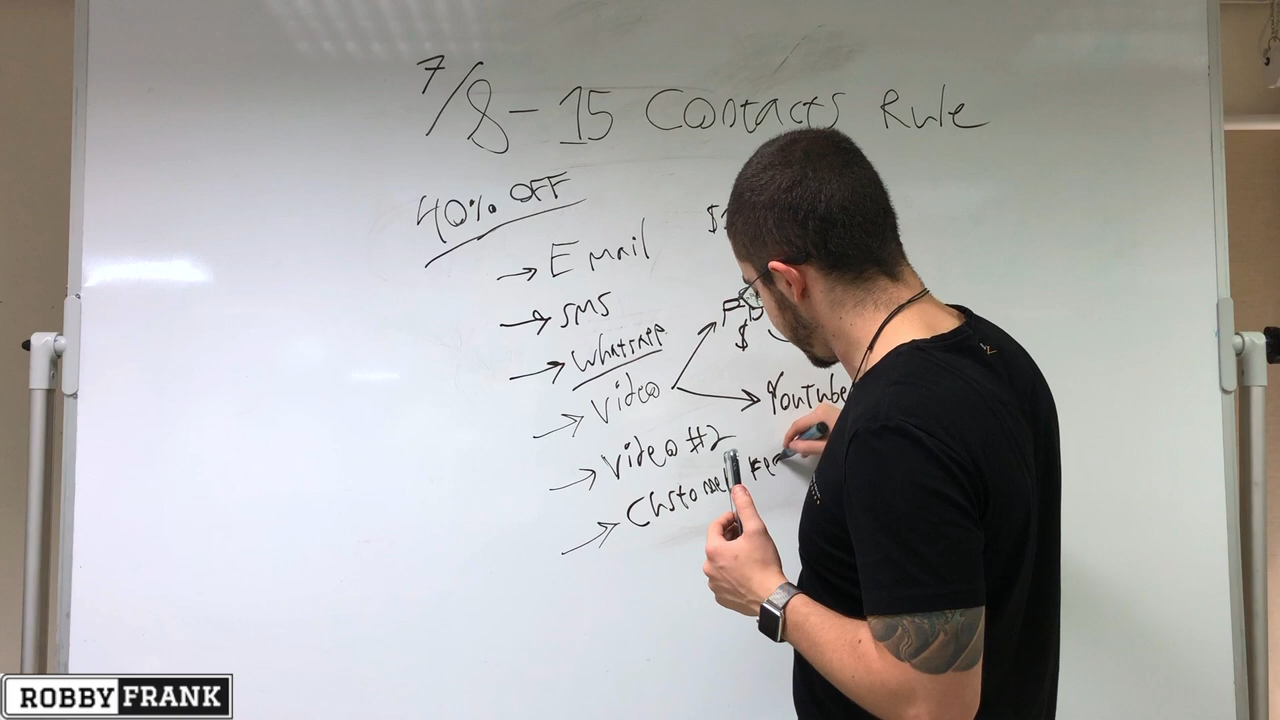 7/8-15 Contacts Rule
40% OFF
→ Email
→ SMS
→ Whatsapp
→ Video → YouTube
$
→ Video #2
→ Customer
ROBBY FRANK